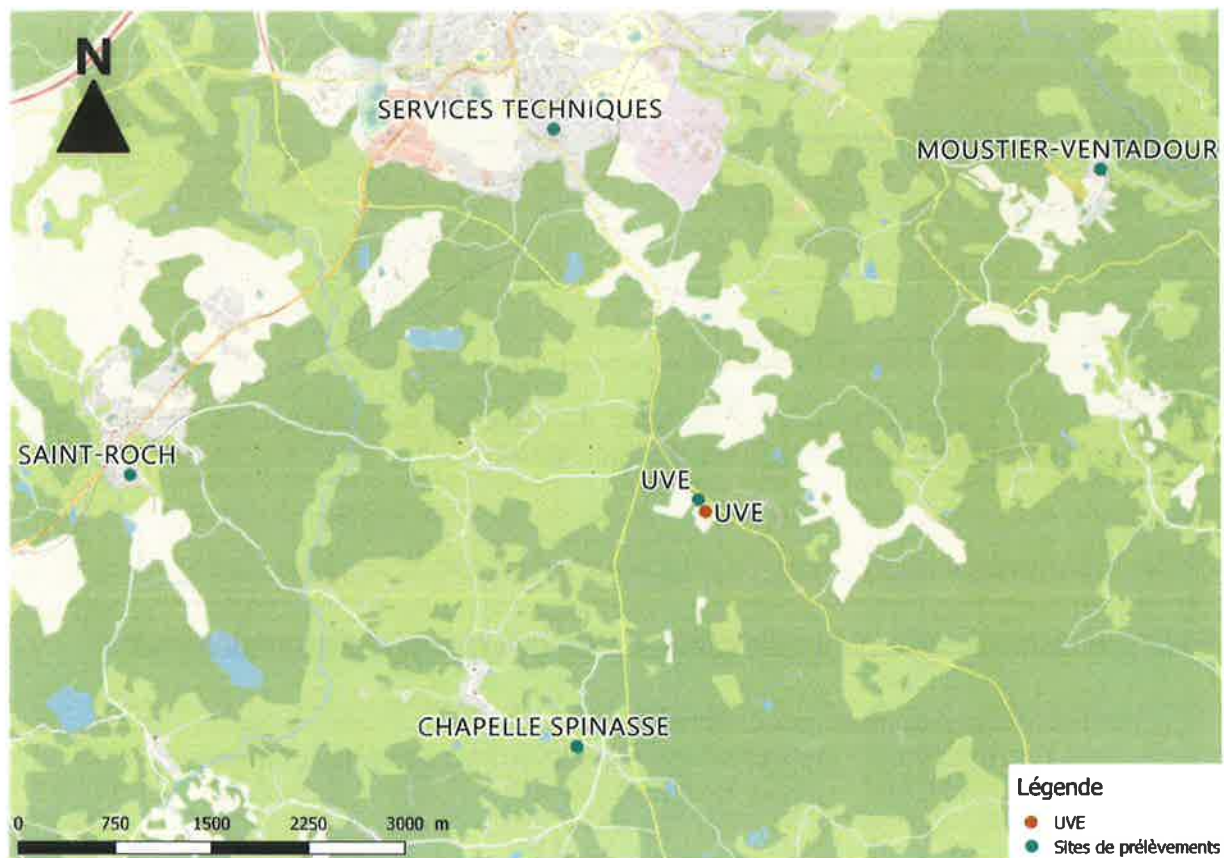 N
SERVICES TECHNIQUES
MOUSTIER-VENTADOUR
SAINT-ROCH
UVE
UVE
CHAPELLE SPINASSE
0 750 1500 2250 3000 m
Légende
UVE
Sites de prélèvements